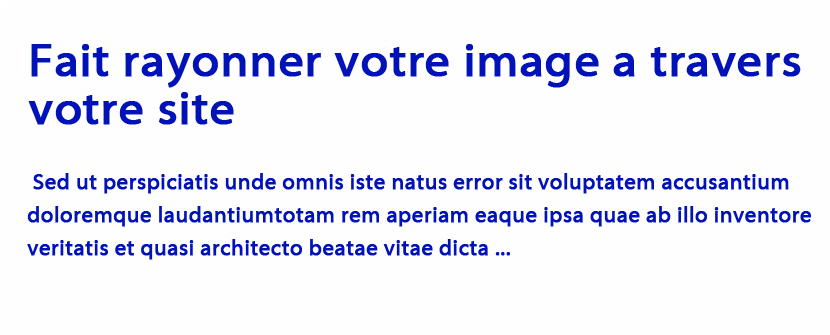 Fait rayonner votre image a travers
votre site
Sed ut perspiciatis unde omnis iste natus error sit voluptatem accusantium
doloremque laudantiumtotam rem aperiam eaque ipsa quae ab illo inventore
veritatis et quasi architecto beatae vitae dicta ...